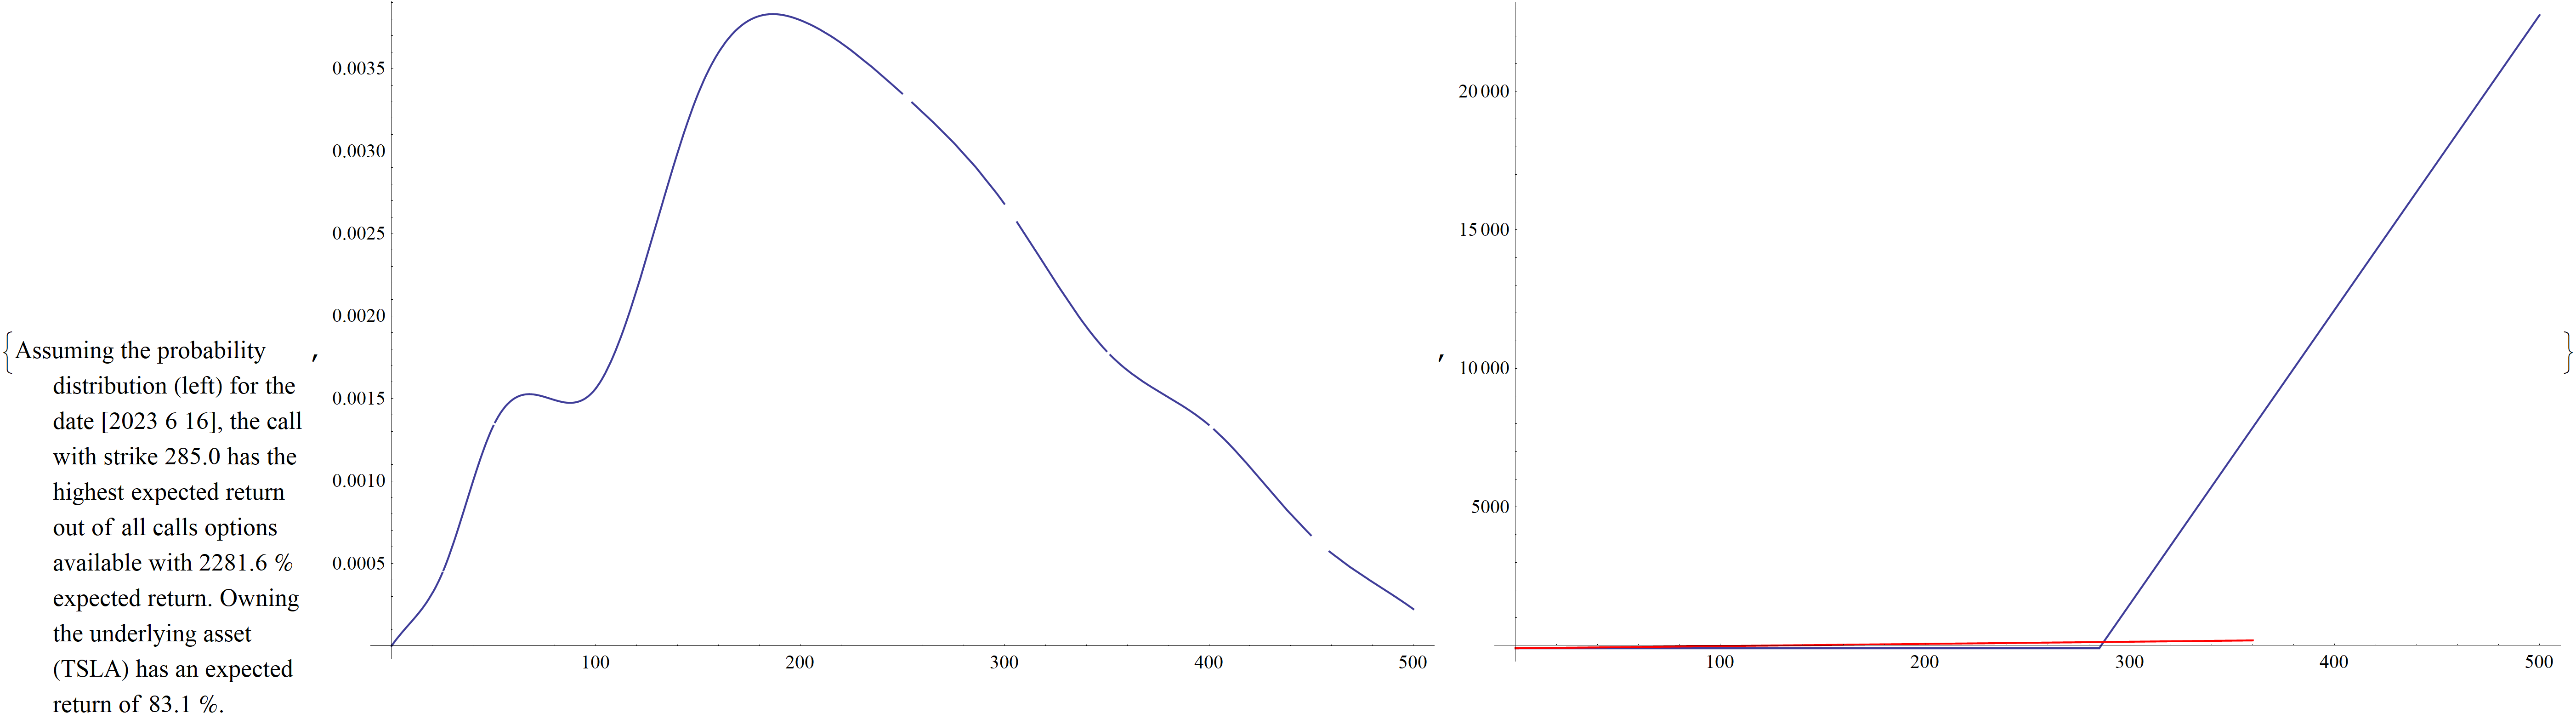 {Assuming the probability
distribution (left) for the
date [2023 6 16], the call
with strike 285.0 has the
highest expected return
out of all calls options
available with 2281.6 %
expected return. Owning
the underlying asset
(TSLA) has an expected
return of 83.1 %.
,
0.0035
0.0030
0.0025
0.0020
0.0015
0.0010
0.0005
100 200 300 400 500
,
20 000
15 000
10 000
5000
100 200 300 400 500
}